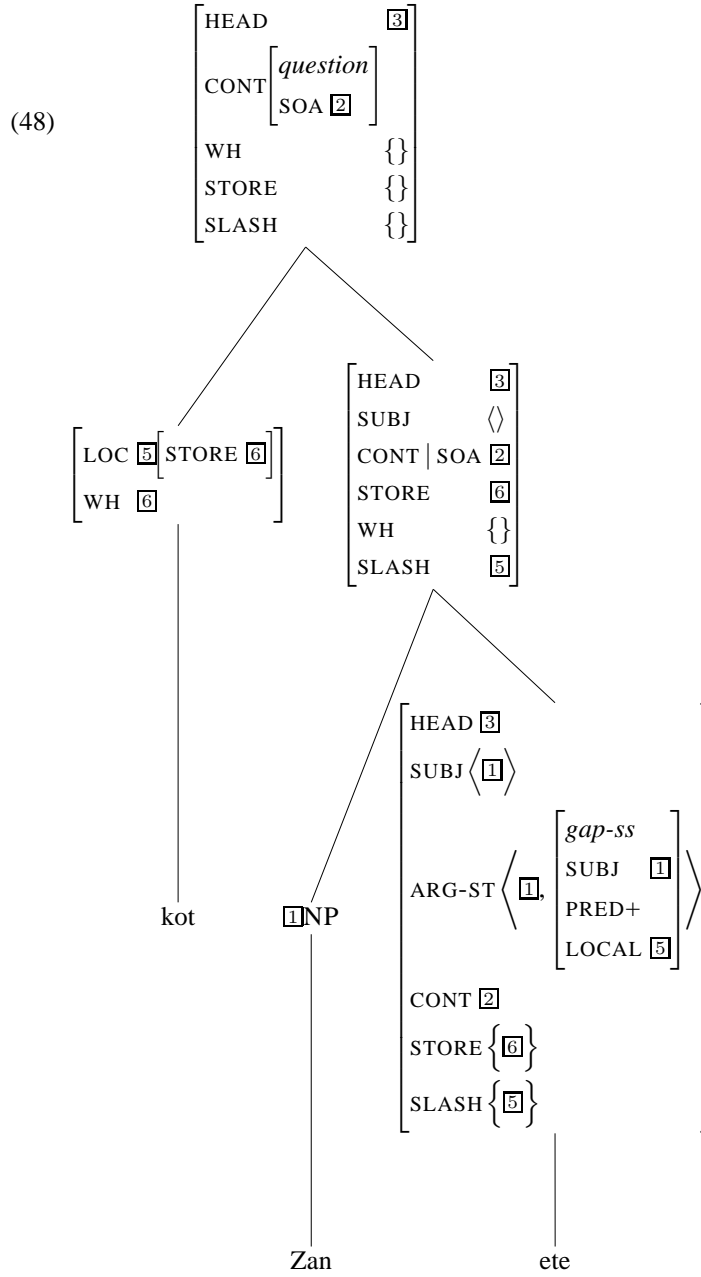 (48)
HEAD 3
CONT question
SOA 2
WH {}
STORE {}
SLASH {}
LOC 5 STORE 6
WH 6
HEAD 3
SUBJ ⟨⟩
CONT | SOA 2
STORE 6
WH {}
SLASH 5
HEAD 3
SUBJ ⟨1⟩
ARG-ST ⟨1, gap-ss
SUBJ 1
PRED+
LOCAL 5⟩
CONT 2
STORE {6}
SLASH {5}
kot 1NP
Zan ete